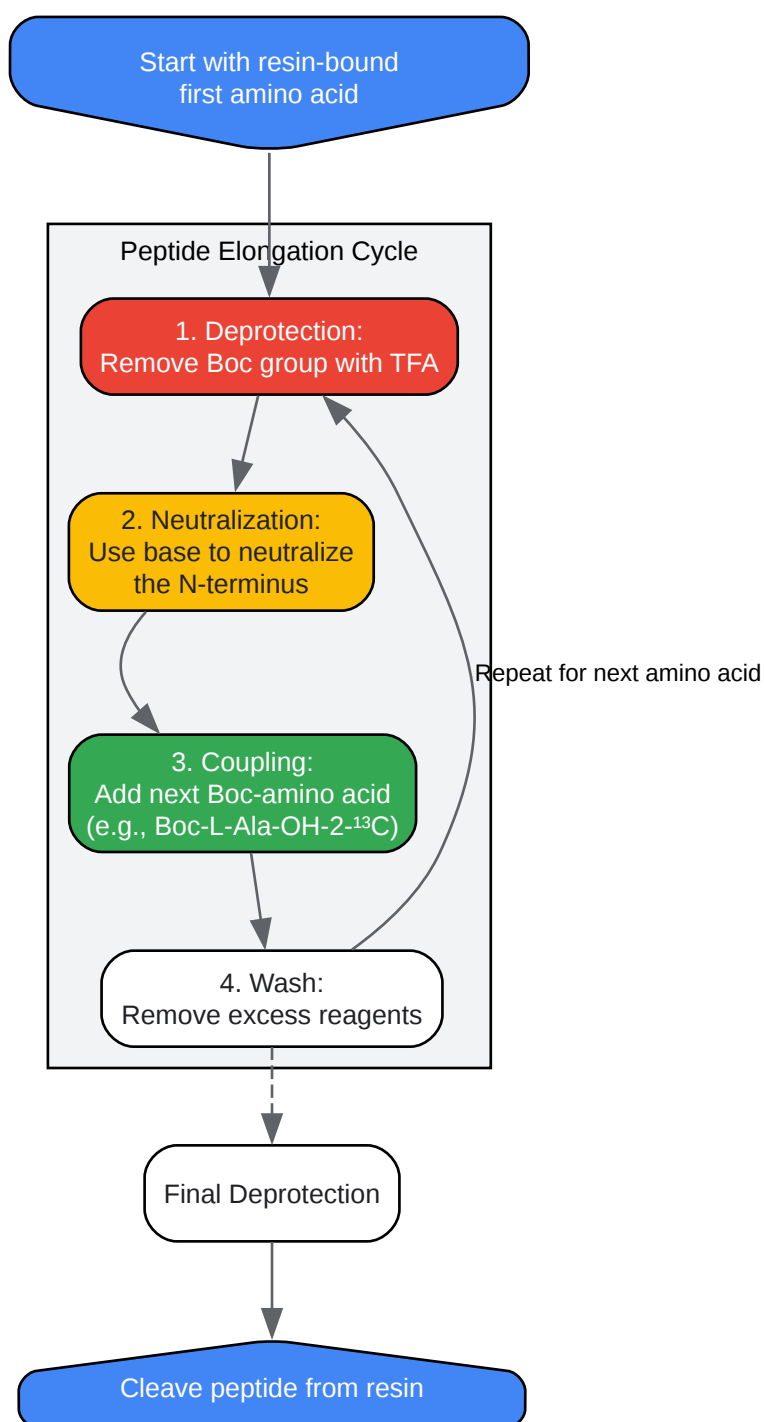 Start with resin-bound
first amino acid
Peptide Elongation Cycle
1. Deprotection:
Remove Boc group with TFA
2. Neutralization:
Use base to neutralize
the N-terminus
Repeat for next amino acid
3. Coupling:
Add next Boc-amino acid
(e.g., Boc-L-Ala-OH-2-¹³C)
4. Wash:
Remove excess reagents
Final Deprotection
Cleave peptide from resin